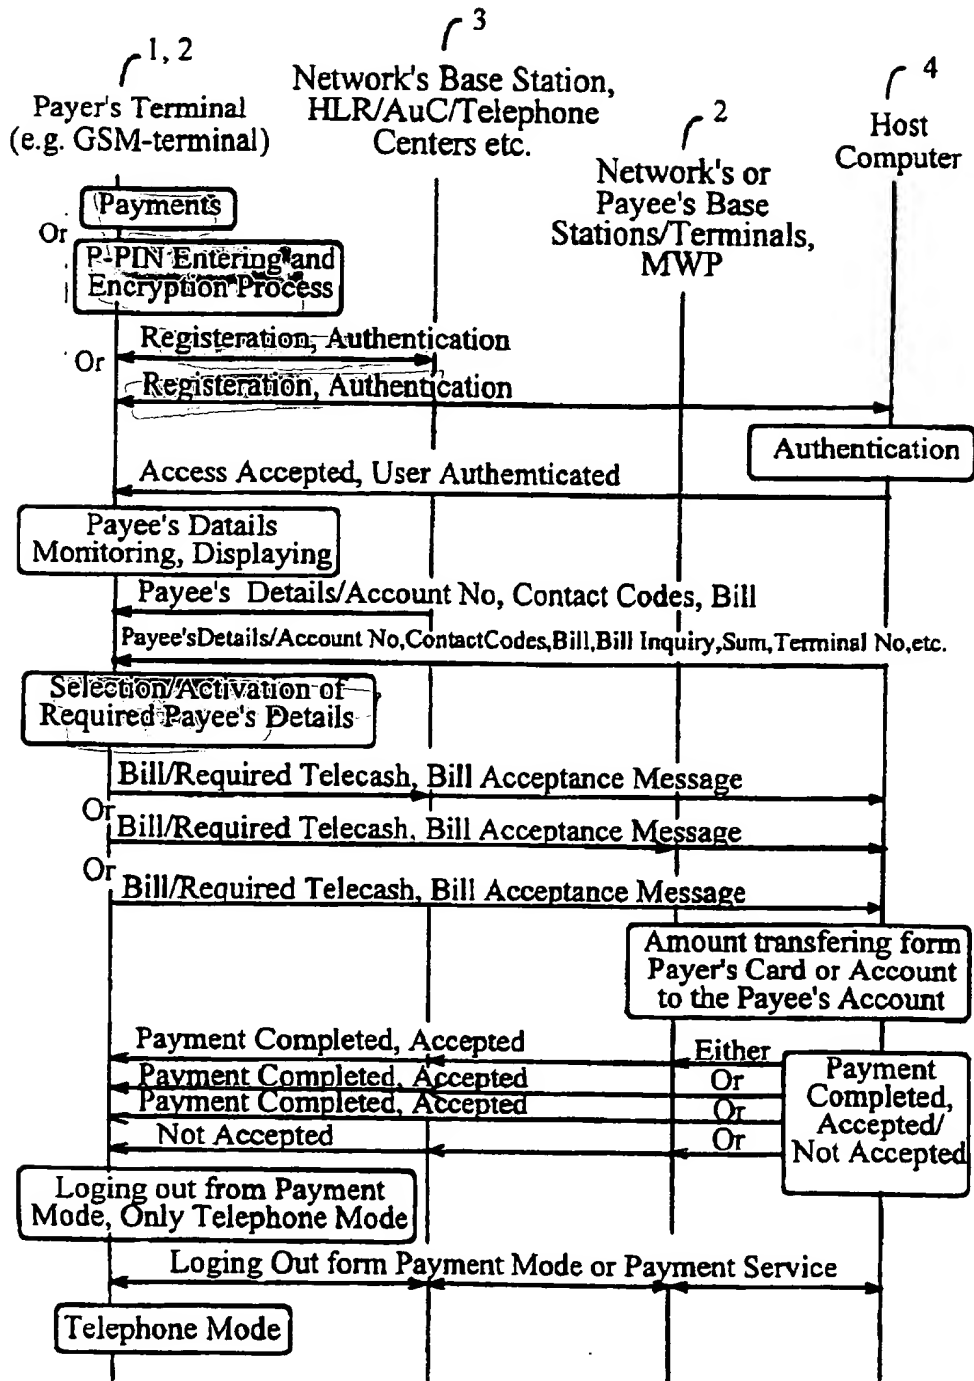 3
1, 2
4
Network's Base Station,
HLR/AuC/Telephone
Centers etc.
Payer's Terminal
(e.g. GSM-terminal)
2
Host
Computer
Network's or
Payee's Base
Stations/Terminals,
MWP
Payments
Or
P-PIN Entering and
Encryption Process
Registeration, Authentication
Or
Registeration, Authentication
Authentication
Access Accepted, User Authemticated
Payee's Datails
Monitoring, Displaying
Payee's Details/Account No, Contact Codes, Bill
Payee'sDetails/Account No,ContactCodes,Bill,Bill Inquiry,Sum,Terminal No,etc.
Selection/Activation of
Required Payee's Details
Bill/Required Telecash, Bill Acceptance Message
Or
Bill/Required Telecash, Bill Acceptance Message
Or
Bill/Required Telecash, Bill Acceptance Message
Amount transfering form
Payer's Card or Account
to the Payee's Account
Payment Completed, Accepted
Either
Payment Completed, Accepted
Or
Payment Completed, Accepted
Or
Not Accepted
Or
Payment
Completed,
Accepted/
Not Accepted
Loging out from Payment
Mode, Only Telephone Mode
Loging Out form Payment Mode or Payment Service
Telephone Mode